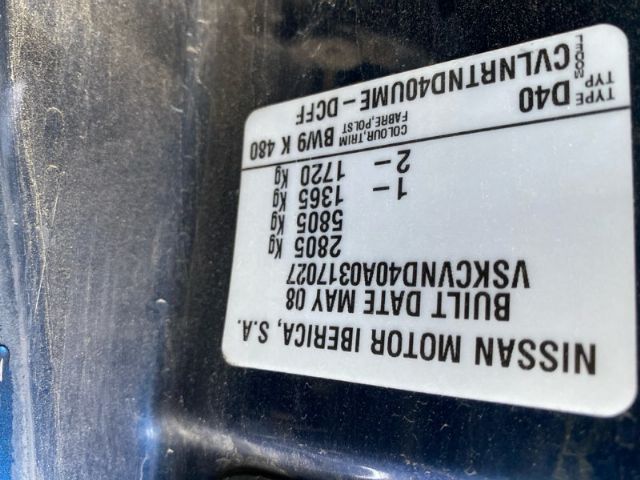 NISSAN MOTOR IBERICA, S.A.
BUILT DATE MAY 08
VSKCVND40A0317027
2805 Kg
5805 Kg
1 – 1365 Kg
2 – 1720 Kg
COLOUR,TRIM FABRE,POLST BW9 K 480
TYPE TYP D40
MODEL CVLNRTND40UME – DCFF